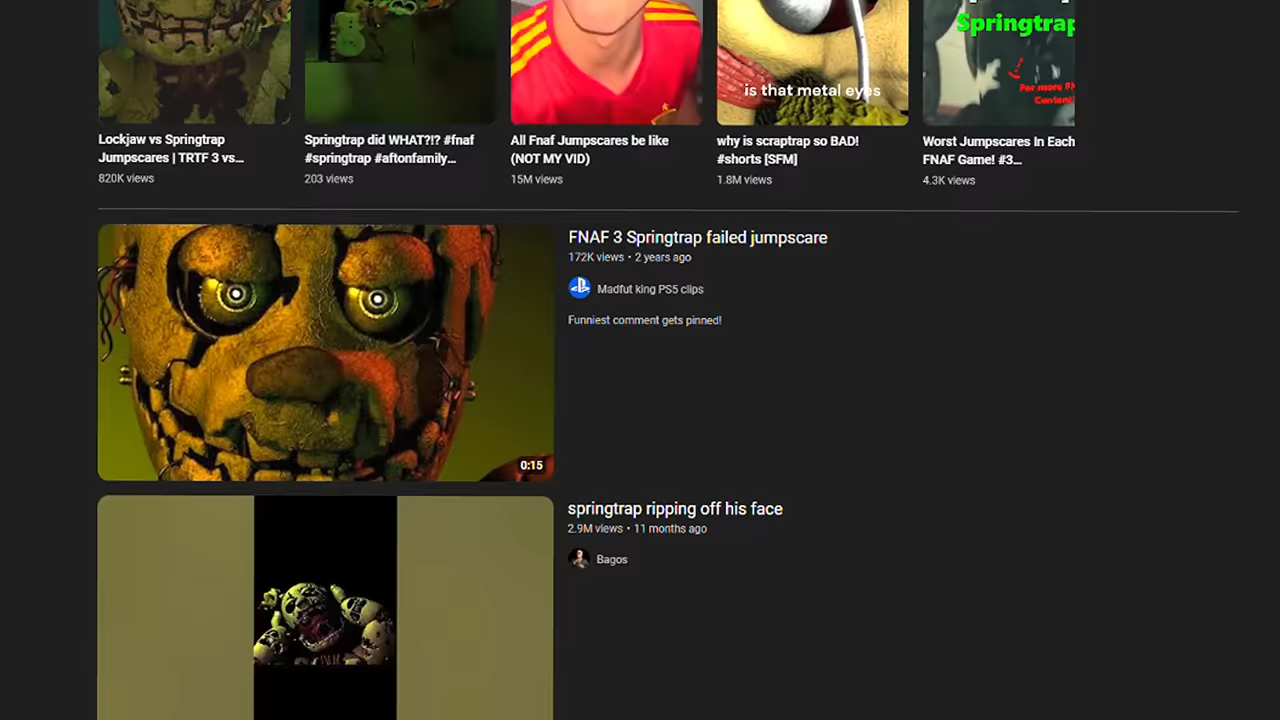 Springtrap
For more FN
Content!
is that metal eyes
Lockjaw vs Springtrap
Jumpscares | TRTF 3 vs...
820K views
Springtrap did WHAT?!? #fnaf
#springtrap #aftonfamily...
203 views
All Fnaf Jumpscares be like
(NOT MY VID)
15M views
why is scraptrap so BAD!
#shorts [SFM]
1.8M views
Worst Jumpscares In Each
FNAF Game! #3...
4.3K views
FNAF 3 Springtrap failed jumpscare
172K views • 2 years ago
Madfut king PS5 clips
Funniest comment gets pinned!
0:15
springtrap ripping off his face
2.9M views • 11 months ago
Bagos